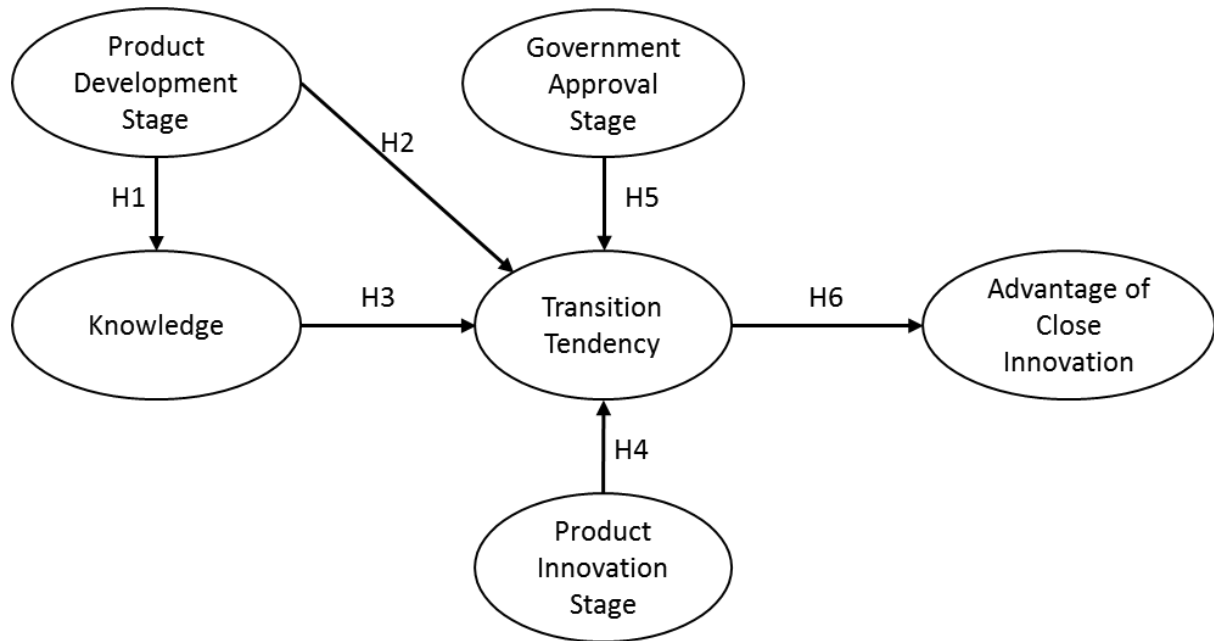 Product
Development
Stage
Government
Approval
Stage
H2
H1
H5
Knowledge
H3
Transition
Tendency
H6
Advantage of
Close
Innovation
H4
Product
Innovation
Stage